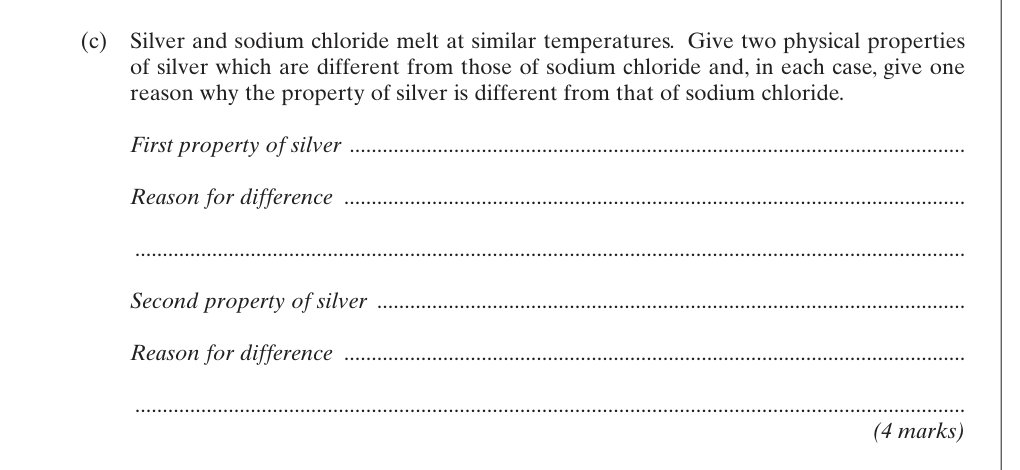 (c) Silver and sodium chloride melt at similar temperatures. Give two physical properties
of silver which are different from those of sodium chloride and, in each case, give one
reason why the property of silver is different from that of sodium chloride.
First property of silver ................................................................................
Reason for difference ................................................................................
................................................................................
Second property of silver ................................................................................
Reason for difference ................................................................................
................................................................................
(4 marks)